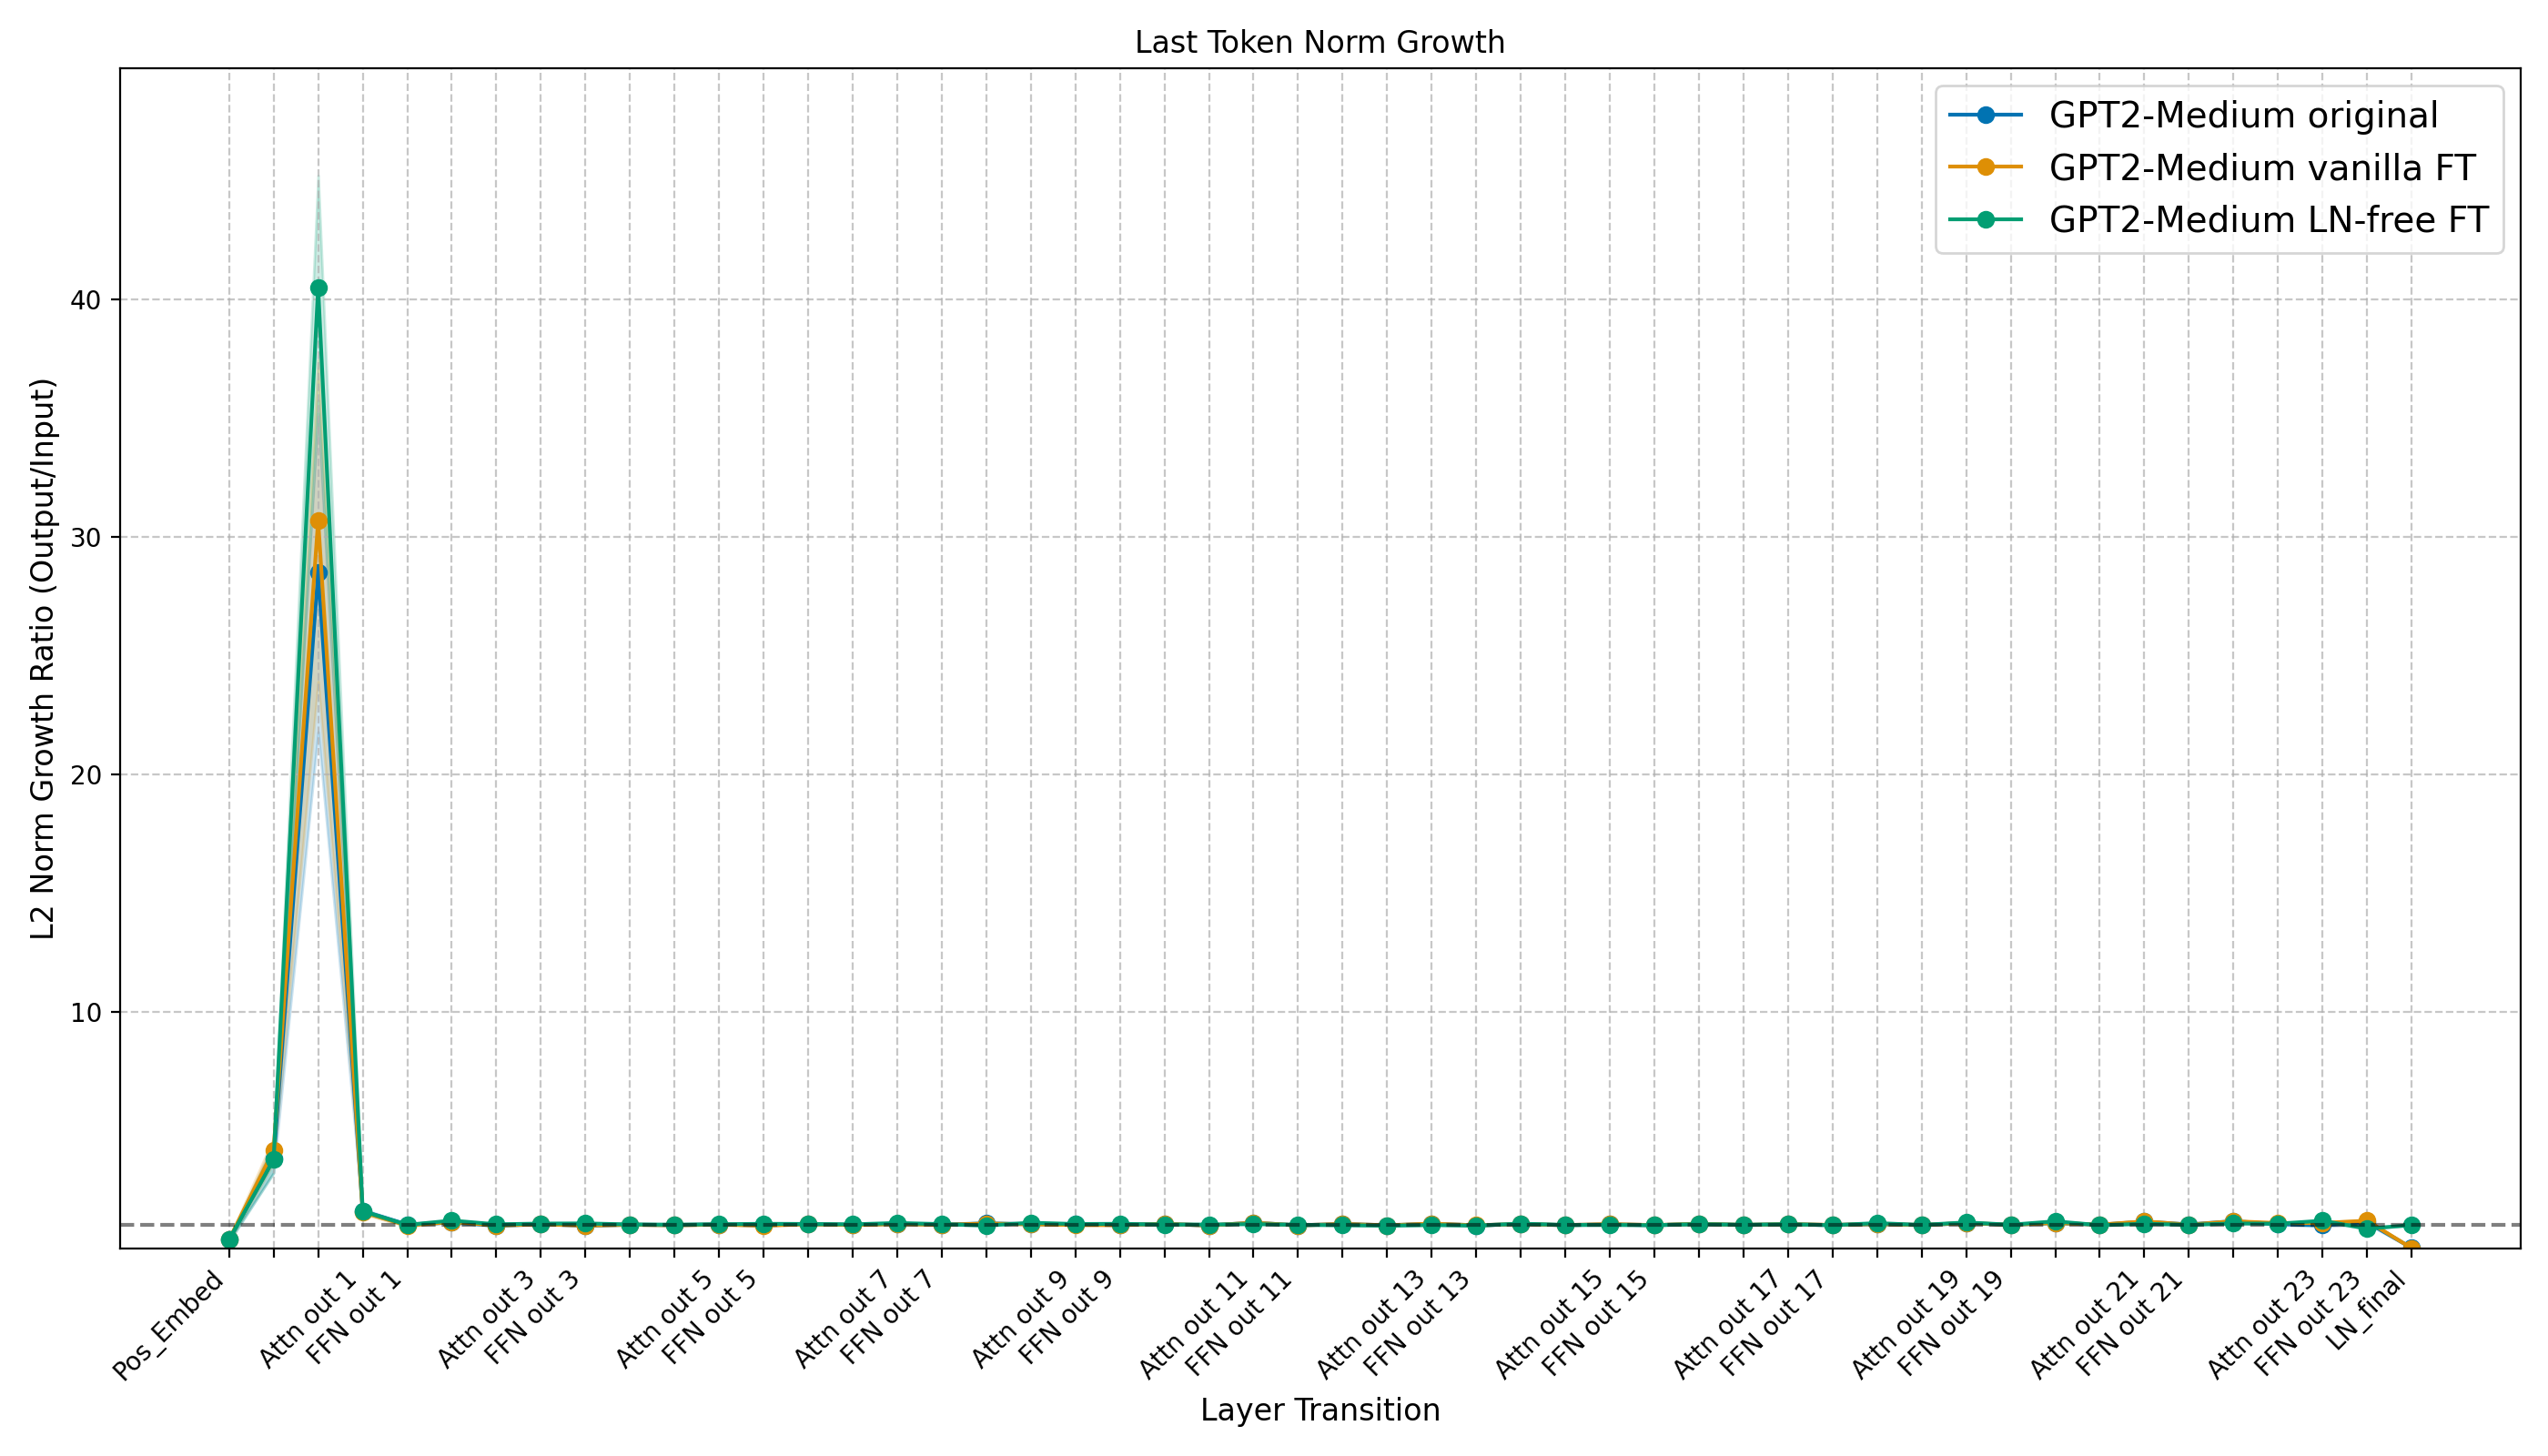 Last Token Norm Growth
GPT2-Medium original
GPT2-Medium vanilla FT
GPT2-Medium LN-free FT
L2 Norm Growth Ratio (Output/Input)
40
30
20
10
Pos_Embed
Attn out 1
FFN out 1
Attn out 3
FFN out 3
Attn out 5
FFN out 5
Attn out 7
FFN out 7
Attn out 9
FFN out 9
Attn out 11
FFN out 11
Attn out 13
FFN out 13
Attn out 15
FFN out 15
Attn out 17
FFN out 17
Attn out 19
FFN out 19
Attn out 21
FFN out 21
Attn out 23
FFN out 23
LN_final
Layer Transition